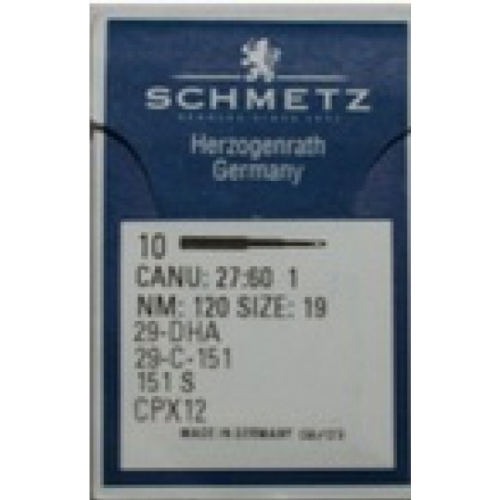 SCHMETZ
Herzogenrath
Germany
10
CANU: 27:60 1
NM: 120 SIZE: 19
29-DHA
29-C-151
151 S
CPX12
MADE IN GERMANY